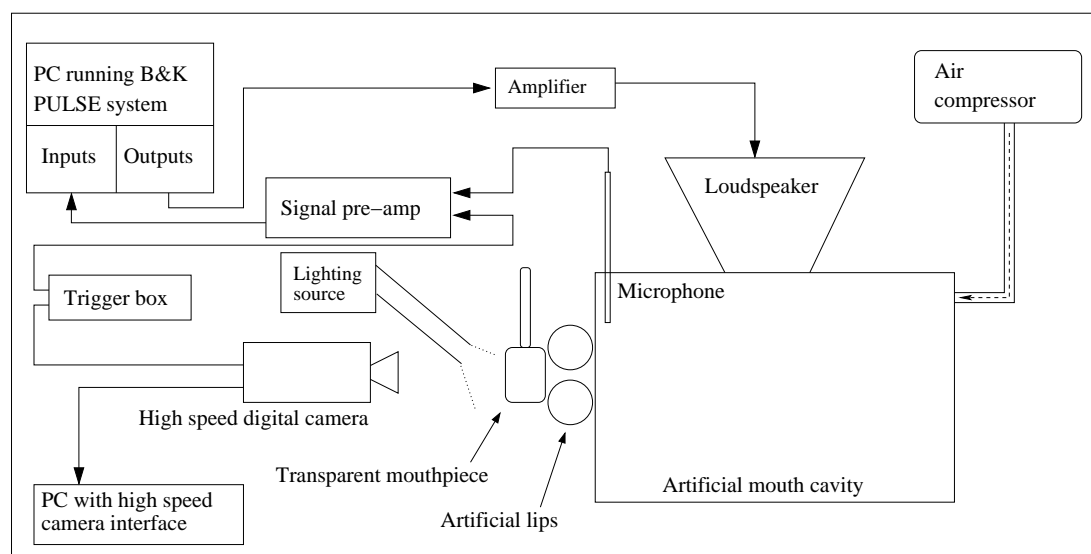 PC running B&K
PULSE system
Inputs
Outputs
Amplifier
Air
compressor
Signal pre−amp
Loudspeaker
Lighting
source
Microphone
Trigger box
High speed digital camera
Transparent mouthpiece
Artificial lips
Artificial mouth cavity
PC with high speed
camera interface